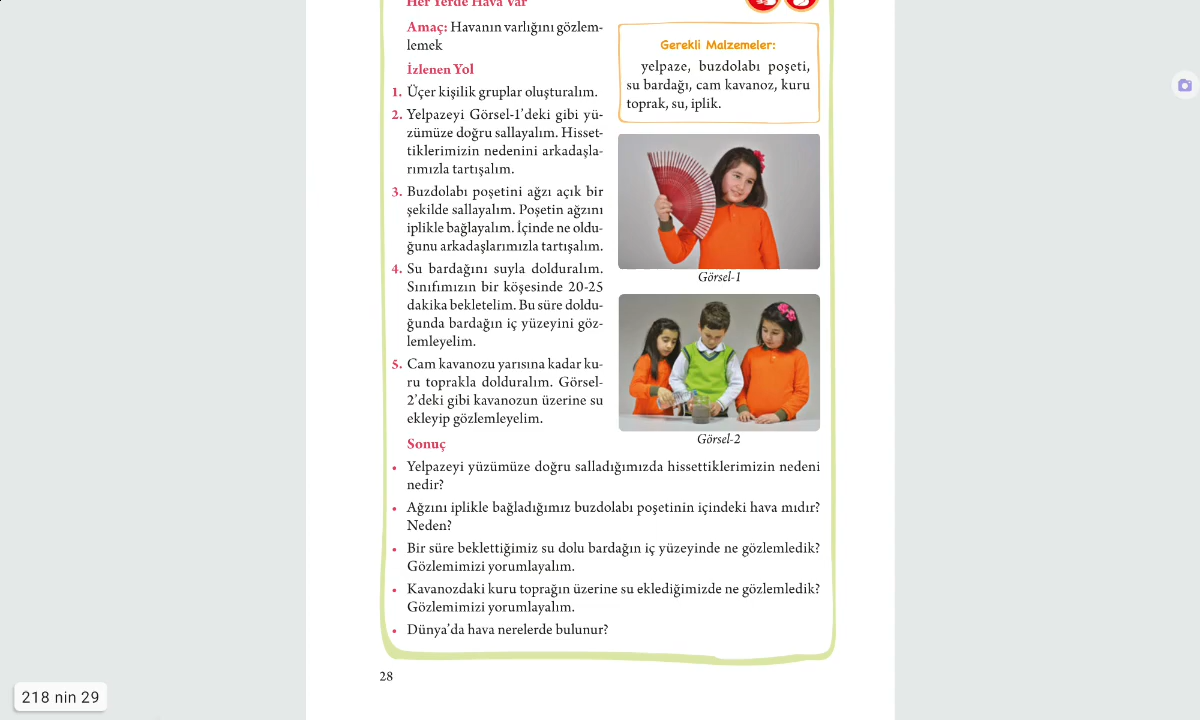 Her Yerde Hava Var
Amaç: Havanın varlığını gözlem-
lemek
İzlenen Yol
1. Üçer kişilik gruplar oluşturalım.
2. Yelpazeyi Görsel-1'deki gibi yü-
zümüze doğru sallayalım. Hisset-
tiklerimizin nedenini arkadaşla-
rımızla tartışalım.
3. Buzdolabı poşetini ağzı açık bir
şekilde sallayalım. Poşetin ağzını
iplikle bağlayalım. İçinde ne oldu-
ğunu arkadaşlarımızla tartışalım.
4. Su bardağını suyla dolduralım.
Sınıfımızın bir köşesinde 20-25
dakika bekletelim. Bu süre doldu-
ğunda bardağın iç yüzeyini göz-
lemleyelim.
5. Cam kavanozu yarısına kadar ku-
ru toprakla dolduralım. Görsel-
2'deki gibi kavanozun üzerine su
ekleyip gözlemleyelim.
Gerekli Malzemeler:
yelpaze, buzdolabı poşeti,
su bardağı, cam kavanoz, kuru
toprak, su, iplik.
Görsel-1
Görsel-2
Sonuç
• Yelpazeyi yüzümüze doğru salladığımızda hissettiklerimizin nedeni
nedir?
• Ağzını iplikle bağladığımız buzdolabı poşetinin içindeki hava mıdır?
Neden?
• Bir süre beklettiğimiz su dolu bardağın iç yüzeyinde ne gözlemledik?
Gözlemimizi yorumlayalım.
• Kavanozdaki kuru toprağın üzerine su eklediğimizde ne gözlemledik?
Gözlemimizi yorumlayalım.
• Dünya'da hava nerelerde bulunur?
28
218 nin 29